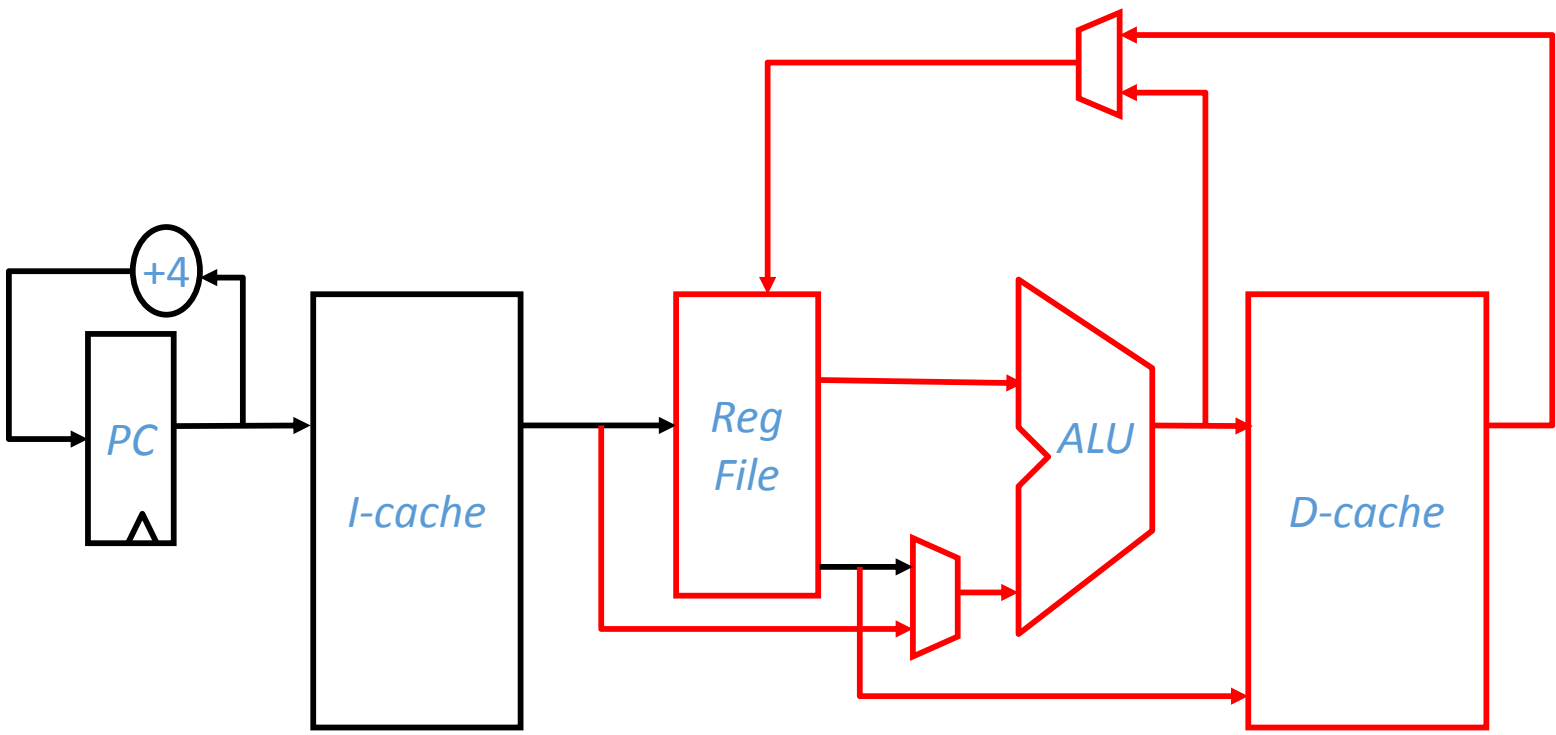 +4
PC
I-cache
Reg
File
ALU
D-cache